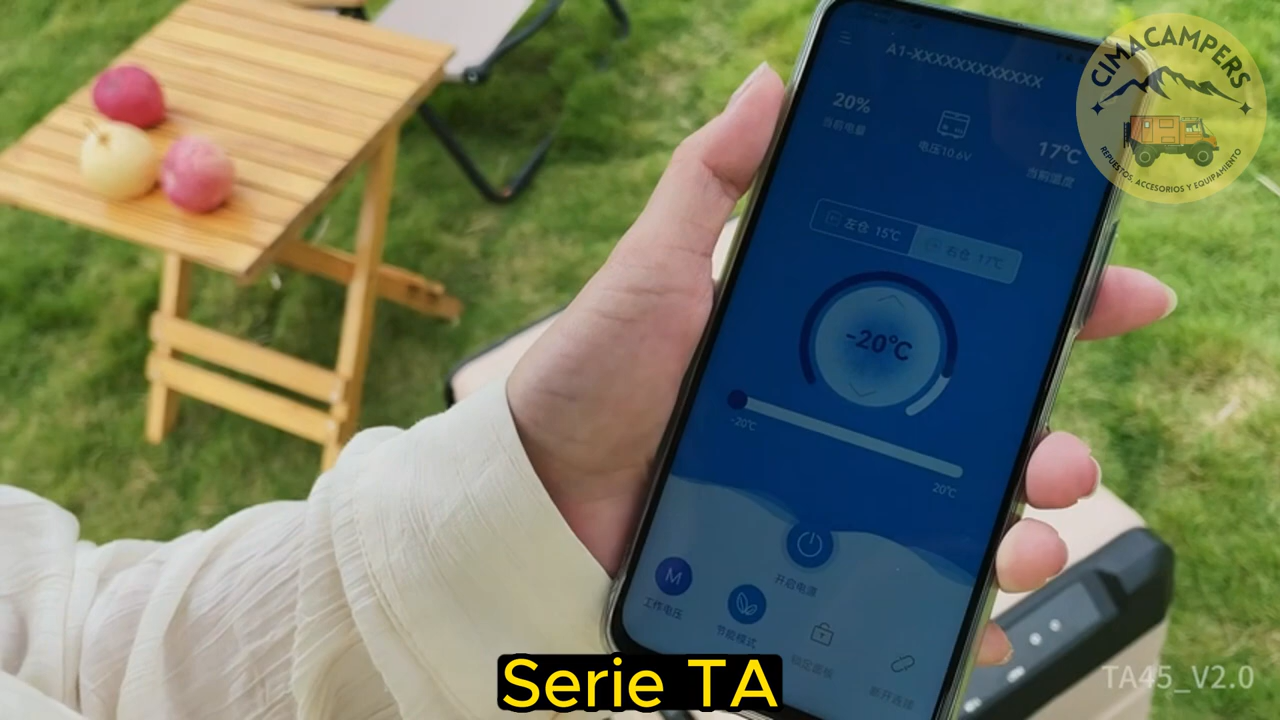 CIMACAMPERS
REPUESTOS, ACCESORIOS Y EQUIPAMIENTO
A1-XXXXXXXXXXXX
20%
当前电量
电压10.6V
17℃
当前温度
左仓 15℃
右仓 17℃
-20℃
-20℃
20℃
开启电源
M
工作电压
节能模式
锁定面板
断开连接
Serie TA
TA45_V2.0